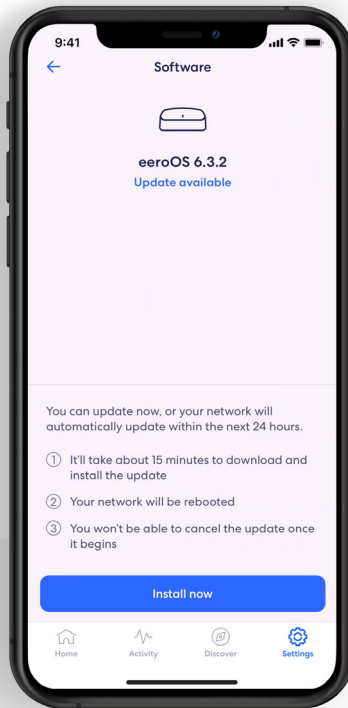 9:41
Software
eeroOS 6.3.2
Update available
You can update now, or your network will
automatically update within the next 24 hours.
1 It'll take about 15 minutes to download and
install the update
2 Your network will be rebooted
3 You won't be able to cancel the update once
it begins
Install now
Home Activity Discover Settings